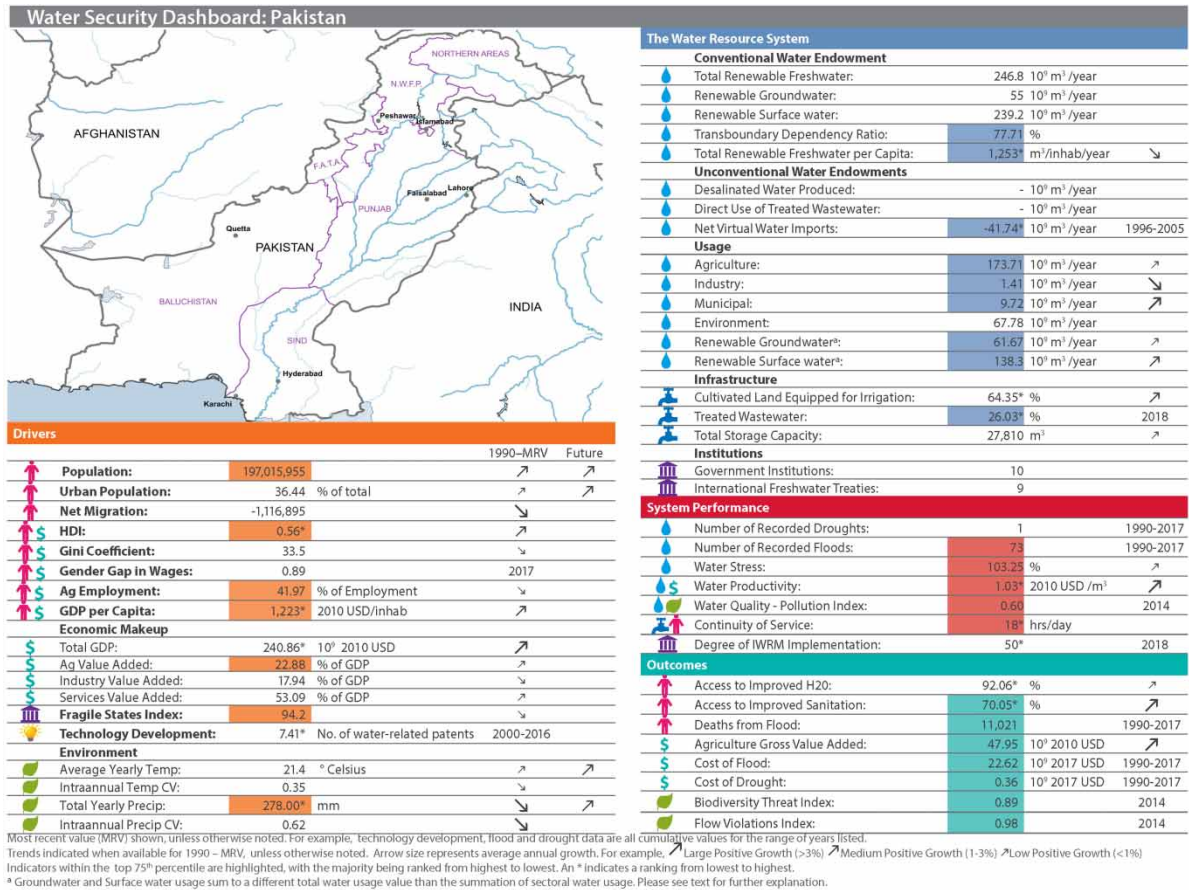 Water Security Dashboard: Pakistan
NORTHERN AREAS
N.W.F.P.
Peshawar
Islamabad
AFGHANISTAN
F.A.T.A.
Faisalabad
Lahore
PUNJAB
Quetta
PAKISTAN
BALUCHISTAN
INDIA
SIND
Hyderabad
Karachi
Drivers
1990–MRV Future
Population: 197,015,955 ↗ ↗
Urban Population: 36.44 % of total ↗ ↗
Net Migration: -1,116,895 ↘
$ HDI: 0.56* ↗
$ Gini Coefficient: 33.5 ↘
$ Gender Gap in Wages: 0.89 2017
$ Ag Employment: 41.97 % of Employment ↘
$ GDP per Capita: 1,223* 2010 USD/inhab ↗
Economic Makeup
$ Total GDP: 240.86* 10⁹ 2010 USD ↗
$ Ag Value Added: 22.88 % of GDP ↗
$ Industry Value Added: 17.94 % of GDP ↘
$ Services Value Added: 53.09 % of GDP ↗
Fragile States Index: 94.2 ↘
Technology Development: 7.41* No. of water-related patents 2000-2016
Environment
Average Yearly Temp: 21.4 ° Celsius ↗ ↗
Intraannual Temp CV: 0.35 ↘
Total Yearly Precip: 278.00* mm ↘ ↗
Intraannual Precip CV: 0.62 ↘
The Water Resource System
Conventional Water Endowment
Total Renewable Freshwater: 246.8 10⁹ m³ /year
Renewable Groundwater: 55 10⁹ m³ /year
Renewable Surface water: 239.2 10⁹ m³ /year
Transboundary Dependency Ratio: 77.71 %
Total Renewable Freshwater per Capita: 1,253* m³/inhab/year ↘
Unconventional Water Endowments
Desalinated Water Produced: - 10⁹ m³ /year
Direct Use of Treated Wastewater: - 10⁹ m³ /year
Net Virtual Water Imports: -41.74* 10⁹ m³ /year 1996-2005
Usage
Agriculture: 173.71 10⁹ m³ /year ↗
Industry: 1.41 10⁹ m³ /year ↘
Municipal: 9.72 10⁹ m³ /year ↗
Environment: 67.78 10⁹ m³ /year
Renewable Groundwaterᵃ: 61.67 10⁹ m³ /year ↗
Renewable Surface waterᵃ: 138.3 10⁹ m³ /year ↗
Infrastructure
Cultivated Land Equipped for Irrigation: 64.35* % ↗
Treated Wastewater: 26.03* % 2018
Total Storage Capacity: 27,810 m³ ↗
Institutions
Government Institutions: 10
International Freshwater Treaties: 9
System Performance
Number of Recorded Droughts: 1 1990-2017
Number of Recorded Floods: 73 1990-2017
Water Stress: 103.25 % ↗
$ Water Productivity: 1.03* 2010 USD /m³ ↗
Water Quality - Pollution Index: 0.60 2014
Continuity of Service: 18* hrs/day
Degree of IWRM Implementation: 50* 2018
Outcomes
Access to Improved H20: 92.06* % ↗
Access to Improved Sanitation: 70.05* % ↗
Deaths from Flood: 11,021 1990-2017
$ Agriculture Gross Value Added: 47.95 10⁹ 2010 USD ↗
$ Cost of Flood: 22.62 10⁹ 2017 USD 1990-2017
$ Cost of Drought: 0.36 10⁹ 2017 USD 1990-2017
Biodiversity Threat Index: 0.89 2014
Flow Violations Index: 0.98 2014
Most recent value (MRV) shown, unless otherwise noted. For example, technology development, flood and drought data are all cumulative values for the range of years listed.
Trends indicated when available for 1990 – MRV, unless otherwise noted. Arrow size represents average annual growth. For example, ↗ Large Positive Growth (>3%) ↗ Medium Positive Growth (1-3%) ↗ Low Positive Growth (<1%)
Indicators within the top 75ᵗʰ percentile are highlighted, with the majority being ranked from highest to lowest. An * indicates a ranking from lowest to highest.
ᵃ Groundwater and Surface water usage sum to a different total water usage value than the summation of sectoral water usage. Please see text for further explanation.